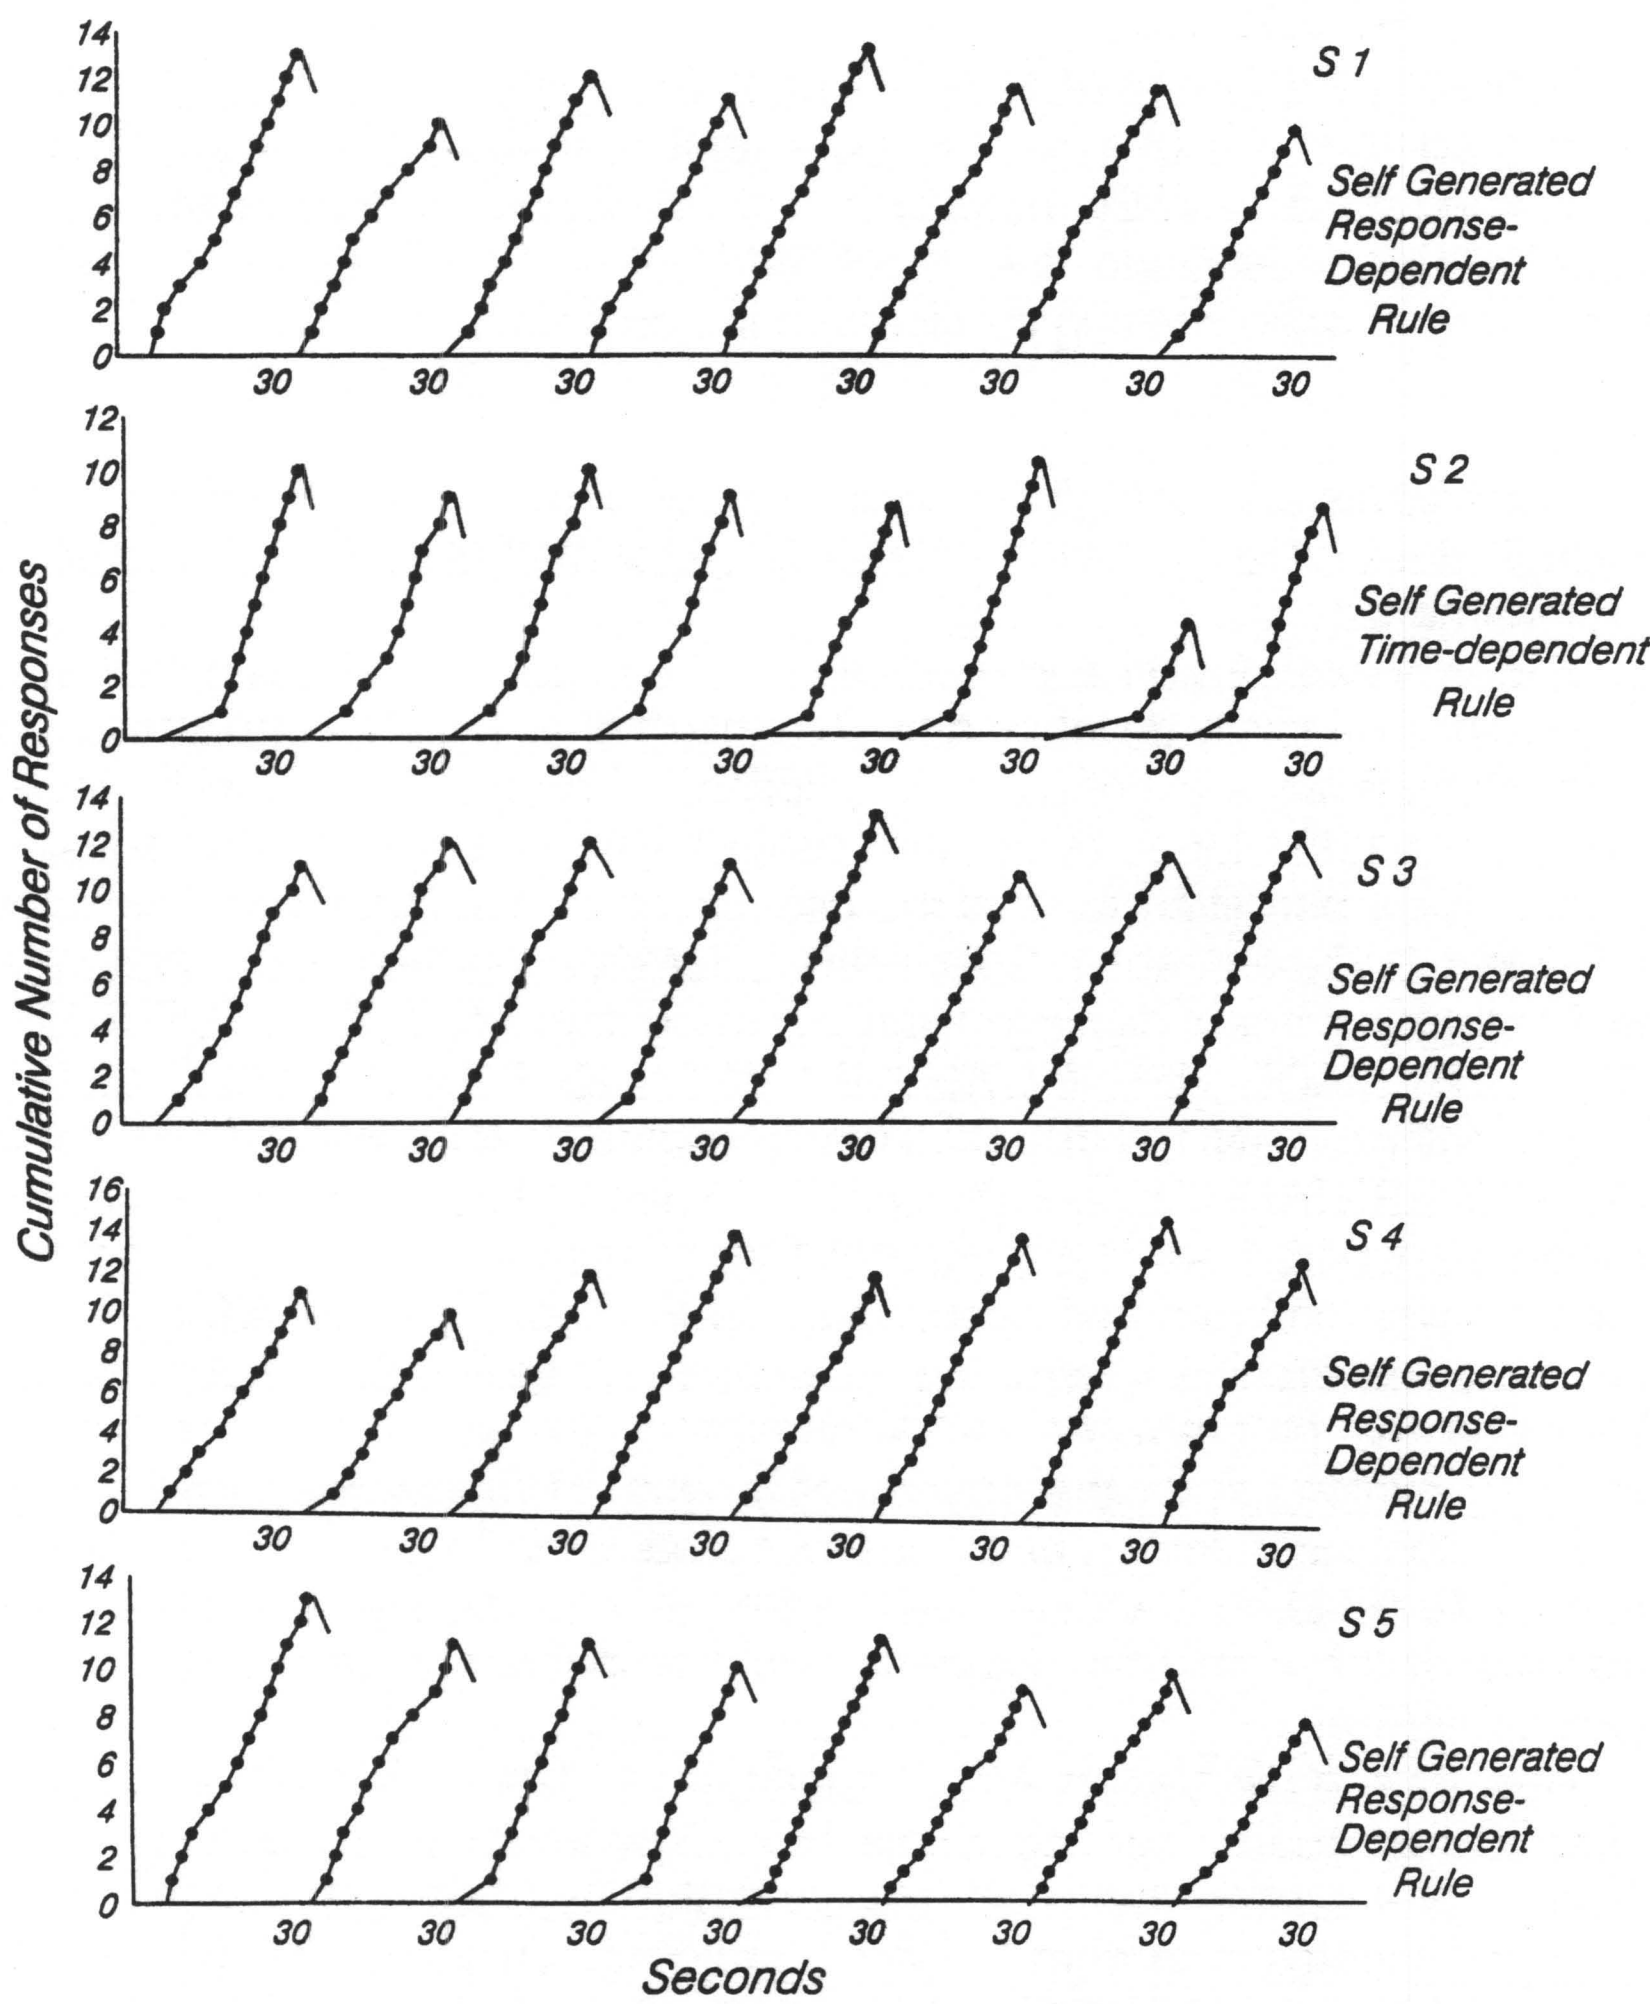 Cumulative Number of Responses
14
12
10
8
6
4
2
0
S 1
Self Generated
Response-
Dependent
Rule
30 30 30 30 30 30 30 30
12
10
8
6
4
2
0
S 2
Self Generated
Time-dependent
Rule
30 30 30 30 30 30 30 30
14
12
10
8
6
4
2
0
S 3
Self Generated
Response-
Dependent
Rule
30 30 30 30 30 30 30 30
16
14
12
10
8
6
4
2
0
S 4
Self Generated
Response-
Dependent
Rule
30 30 30 30 30 30 30 30
14
12
10
8
6
4
2
0
S 5
Self Generated
Response-
Dependent
Rule
30 30 30 30 30 30 30 30
Seconds